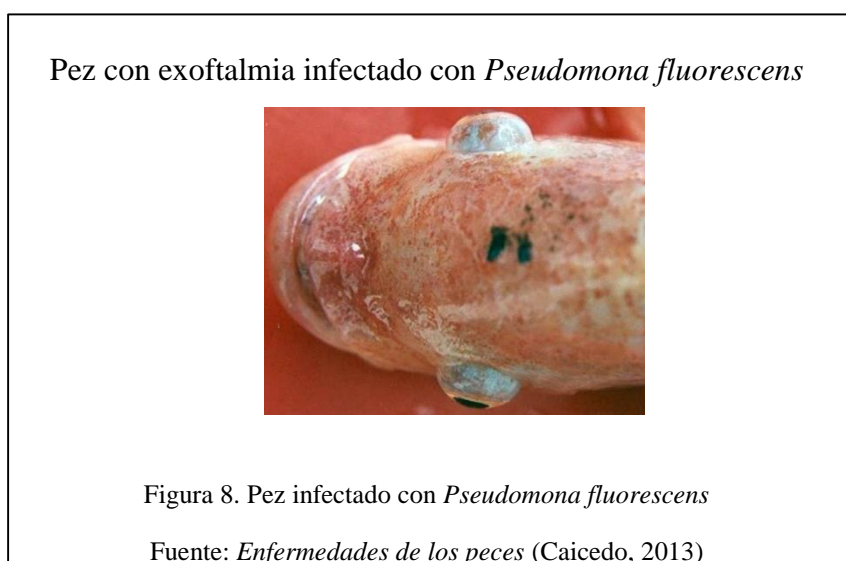 Pez con exoftalmia infectado con Pseudomona fluorescens
Figura 8. Pez infectado con Pseudomona fluorescens
Fuente: Enfermedades de los peces (Caicedo, 2013)